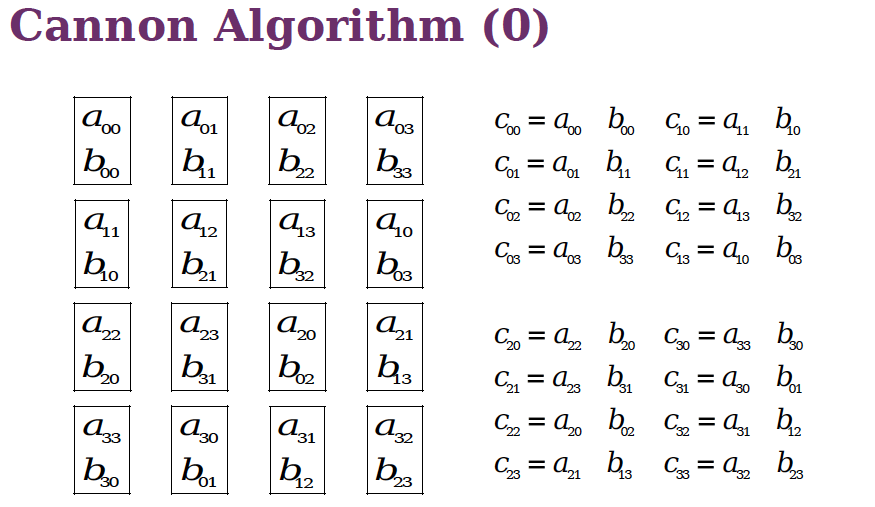 Cannon Algorithm (0)
a₀₀ a₀₁ a₀₂ a₀₃
b₀₀ b₁₁ b₂₂ b₃₃
a₁₁ a₁₂ a₁₃ a₁₀
b₁₀ b₂₁ b₃₂ b₀₃
a₂₂ a₂₃ a₂₀ a₂₁
b₂₀ b₃₁ b₀₂ b₁₃
a₃₃ a₃₀ a₃₁ a₃₂
b₃₀ b₀₁ b₁₂ b₂₃
c₀₀ = a₀₀ b₀₀ c₁₀ = a₁₁ b₁₀
c₀₁ = a₀₁ b₁₁ c₁₁ = a₁₂ b₂₁
c₀₂ = a₀₂ b₂₂ c₁₂ = a₁₃ b₃₂
c₀₃ = a₀₃ b₃₃ c₁₃ = a₁₀ b₀₃
c₂₀ = a₂₂ b₂₀ c₃₀ = a₃₃ b₃₀
c₂₁ = a₂₃ b₃₁ c₃₁ = a₃₀ b₀₁
c₂₂ = a₂₀ b₀₂ c₃₂ = a₃₁ b₁₂
c₂₃ = a₂₁ b₁₃ c₃₃ = a₃₂ b₂₃